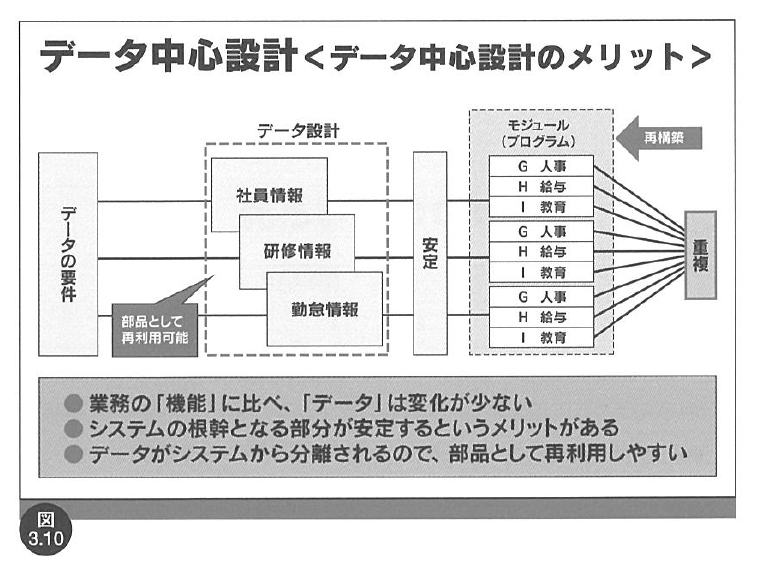 データ中心設計<データ中心設計のメリット>
データ設計
モジュール
(プログラム)
再構築
データの要件
社員情報
研修情報
勤怠情報
部品として
再利用可能
安定
G 人事
H 給与
I 教育
G 人事
H 給与
I 教育
G 人事
H 給与
I 教育
重複
●業務の「機能」に比べ、「データ」は変化が少ない
●システムの根幹となる部分が安定するというメリットがある
●データがシステムから分離されるので、部品として再利用しやすい
図
3.10